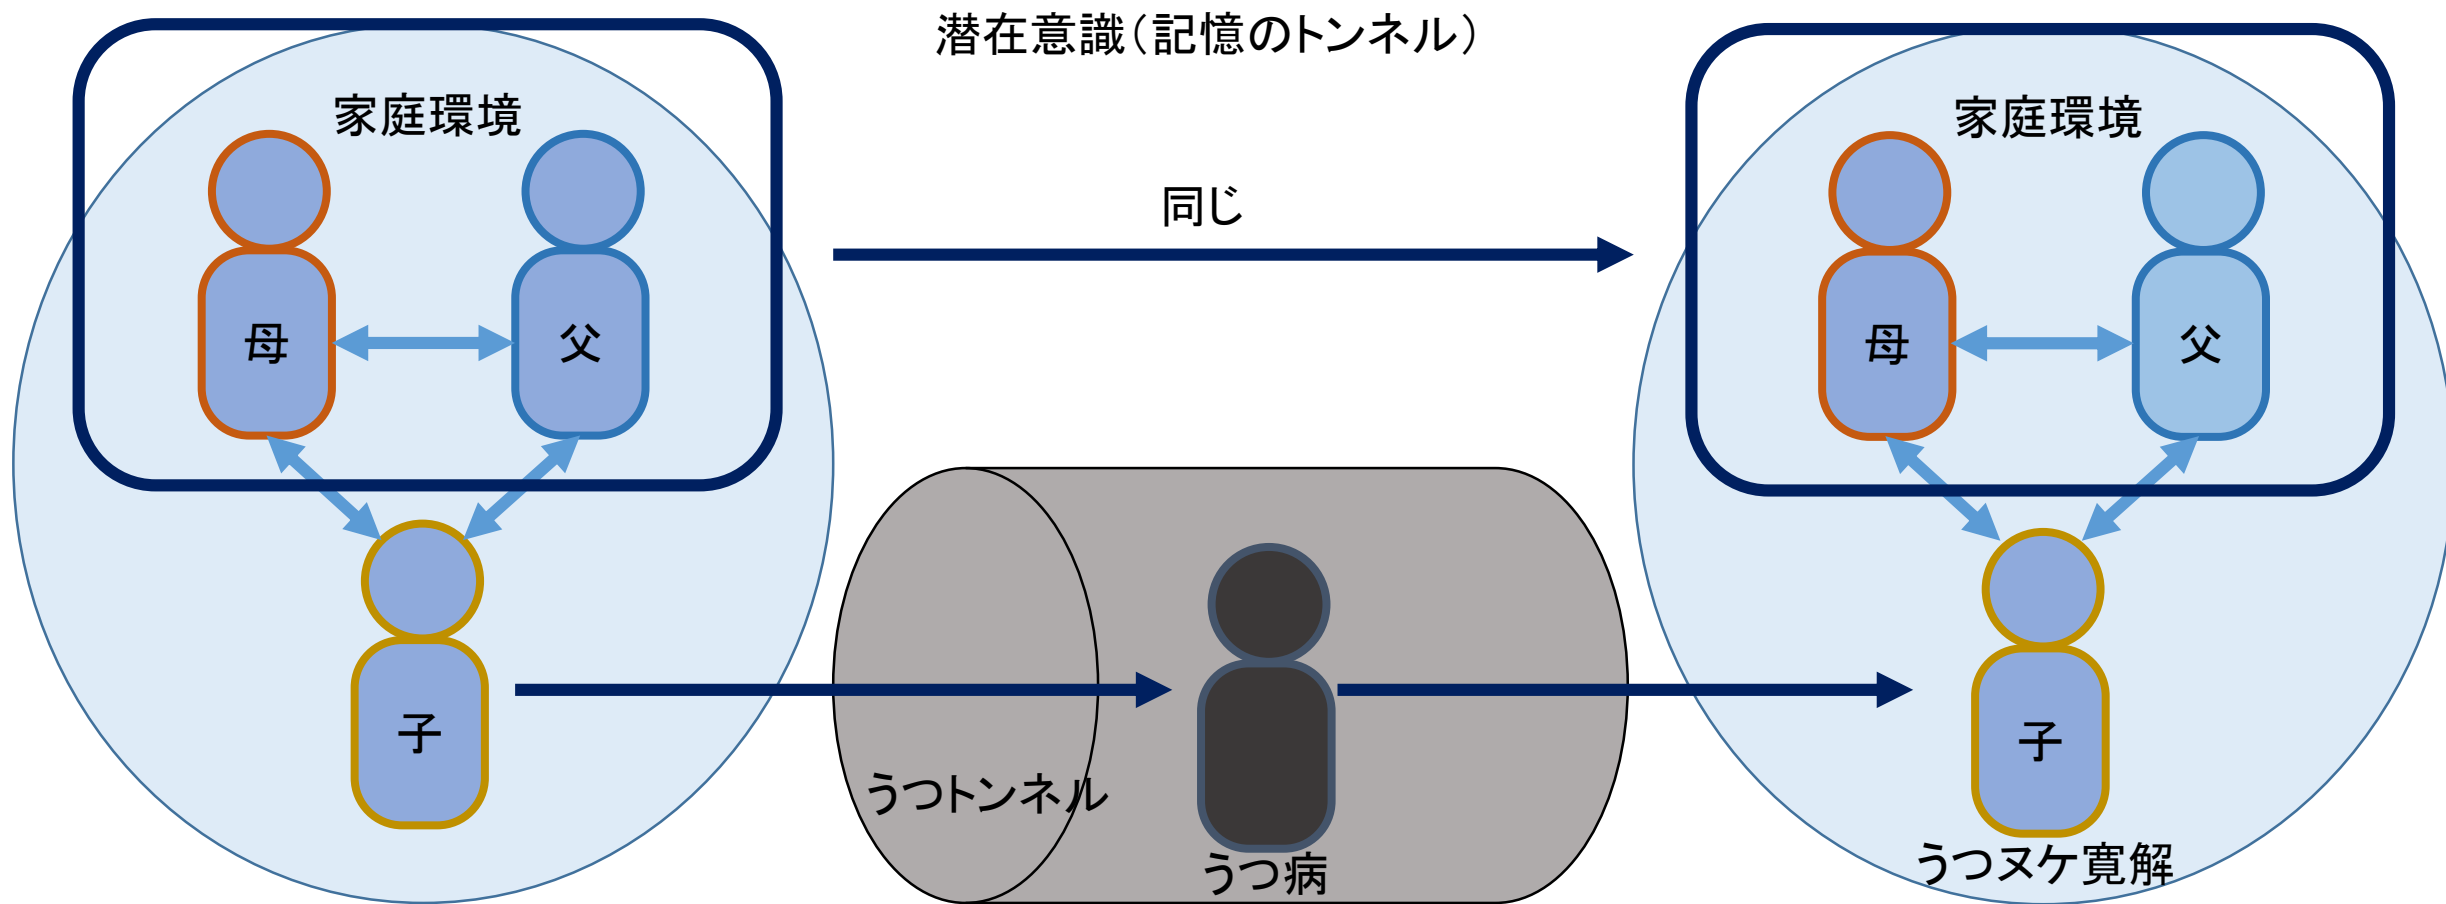 潜在意識（記憶のトンネル）
家庭環境
家庭環境
同じ
母
父
母
父
子
子
うつトンネル
うつ病
うつヌケ寛解